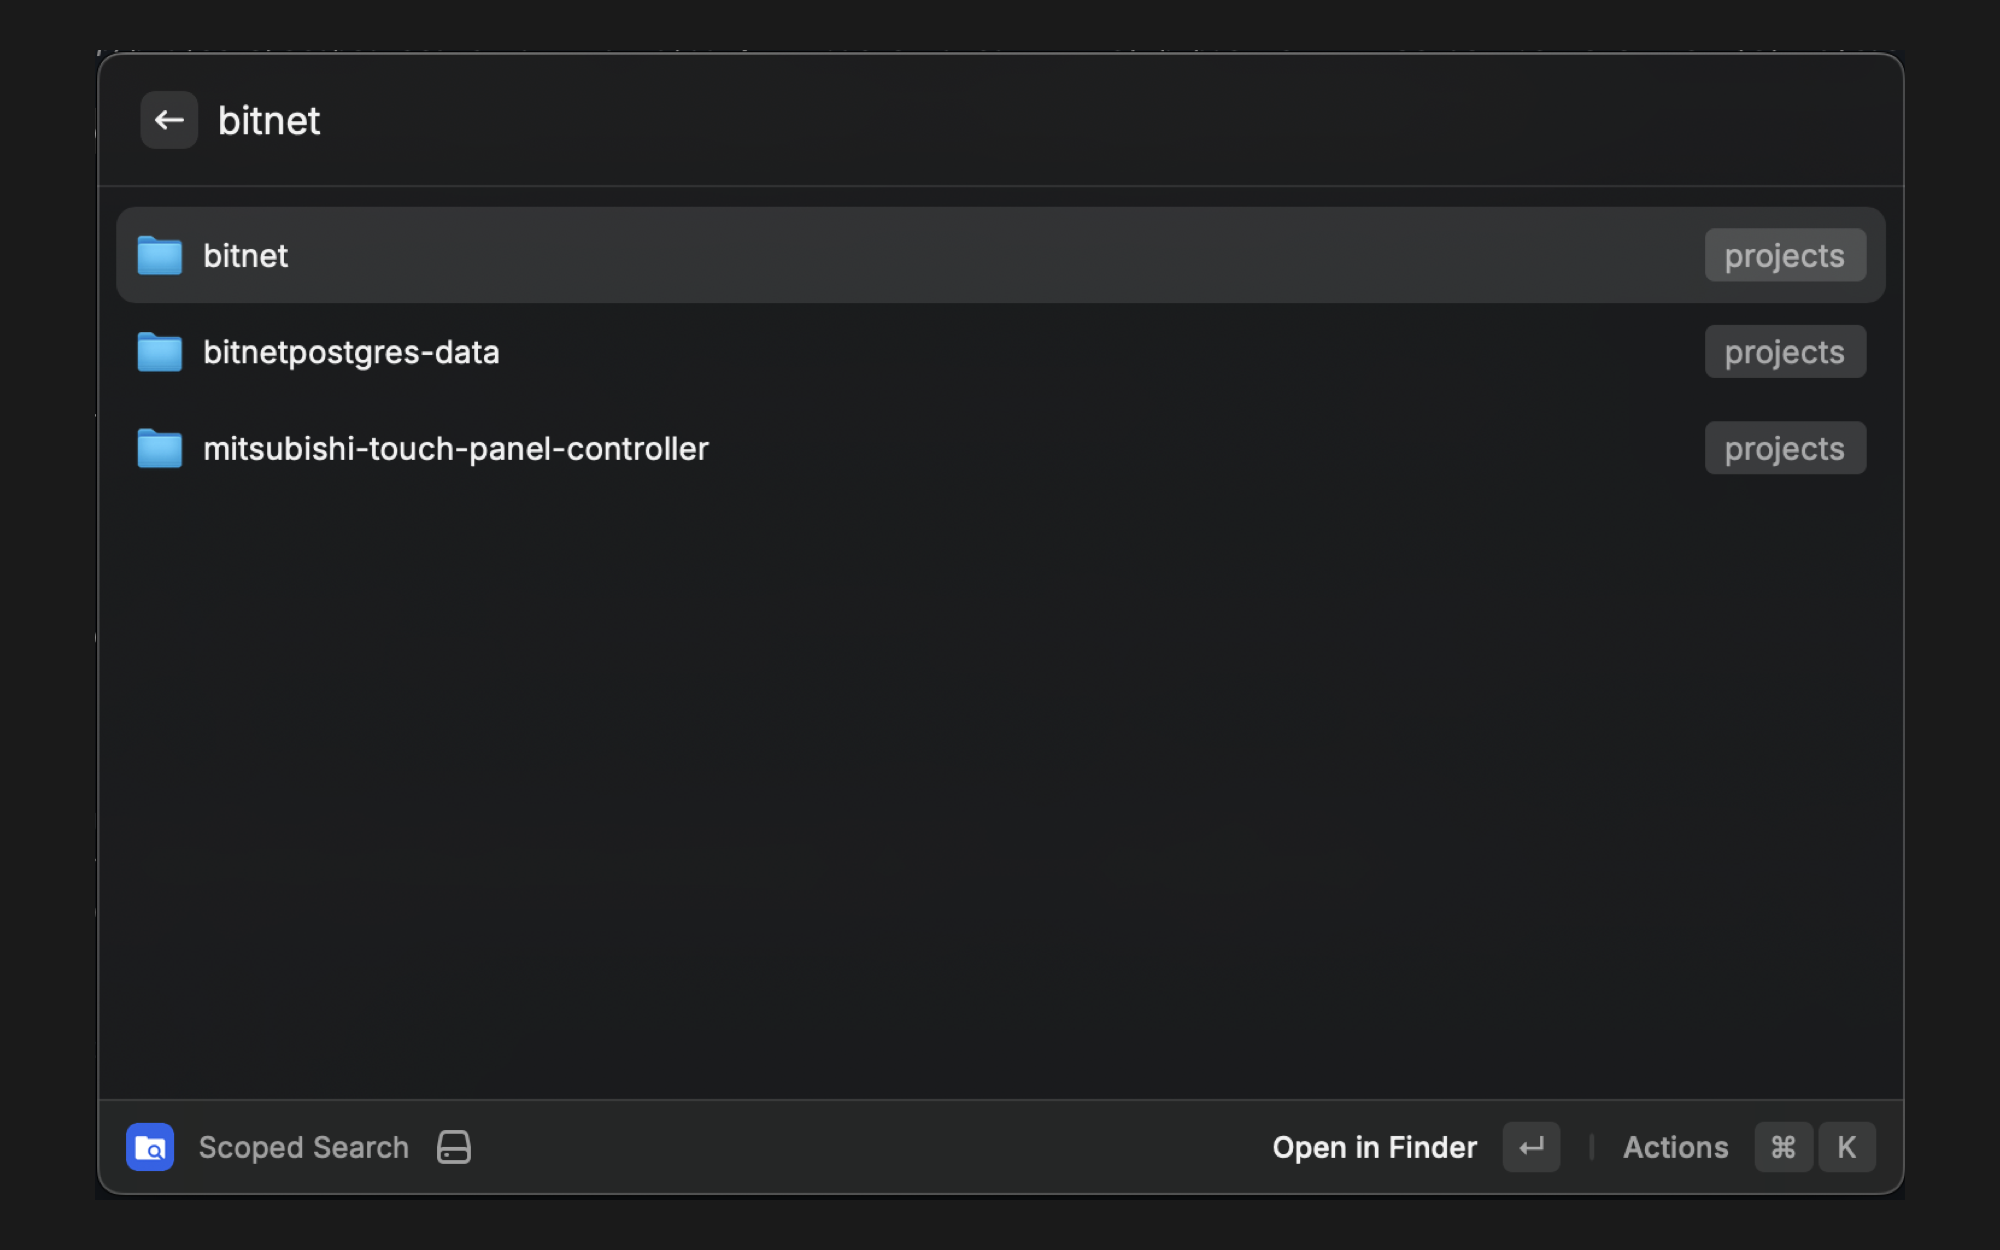 bitnet
bitnet projects
bitnetpostgres-data projects
mitsubishi-touch-panel-controller projects
Scoped Search Open in Finder ↵ Actions ⌘ K